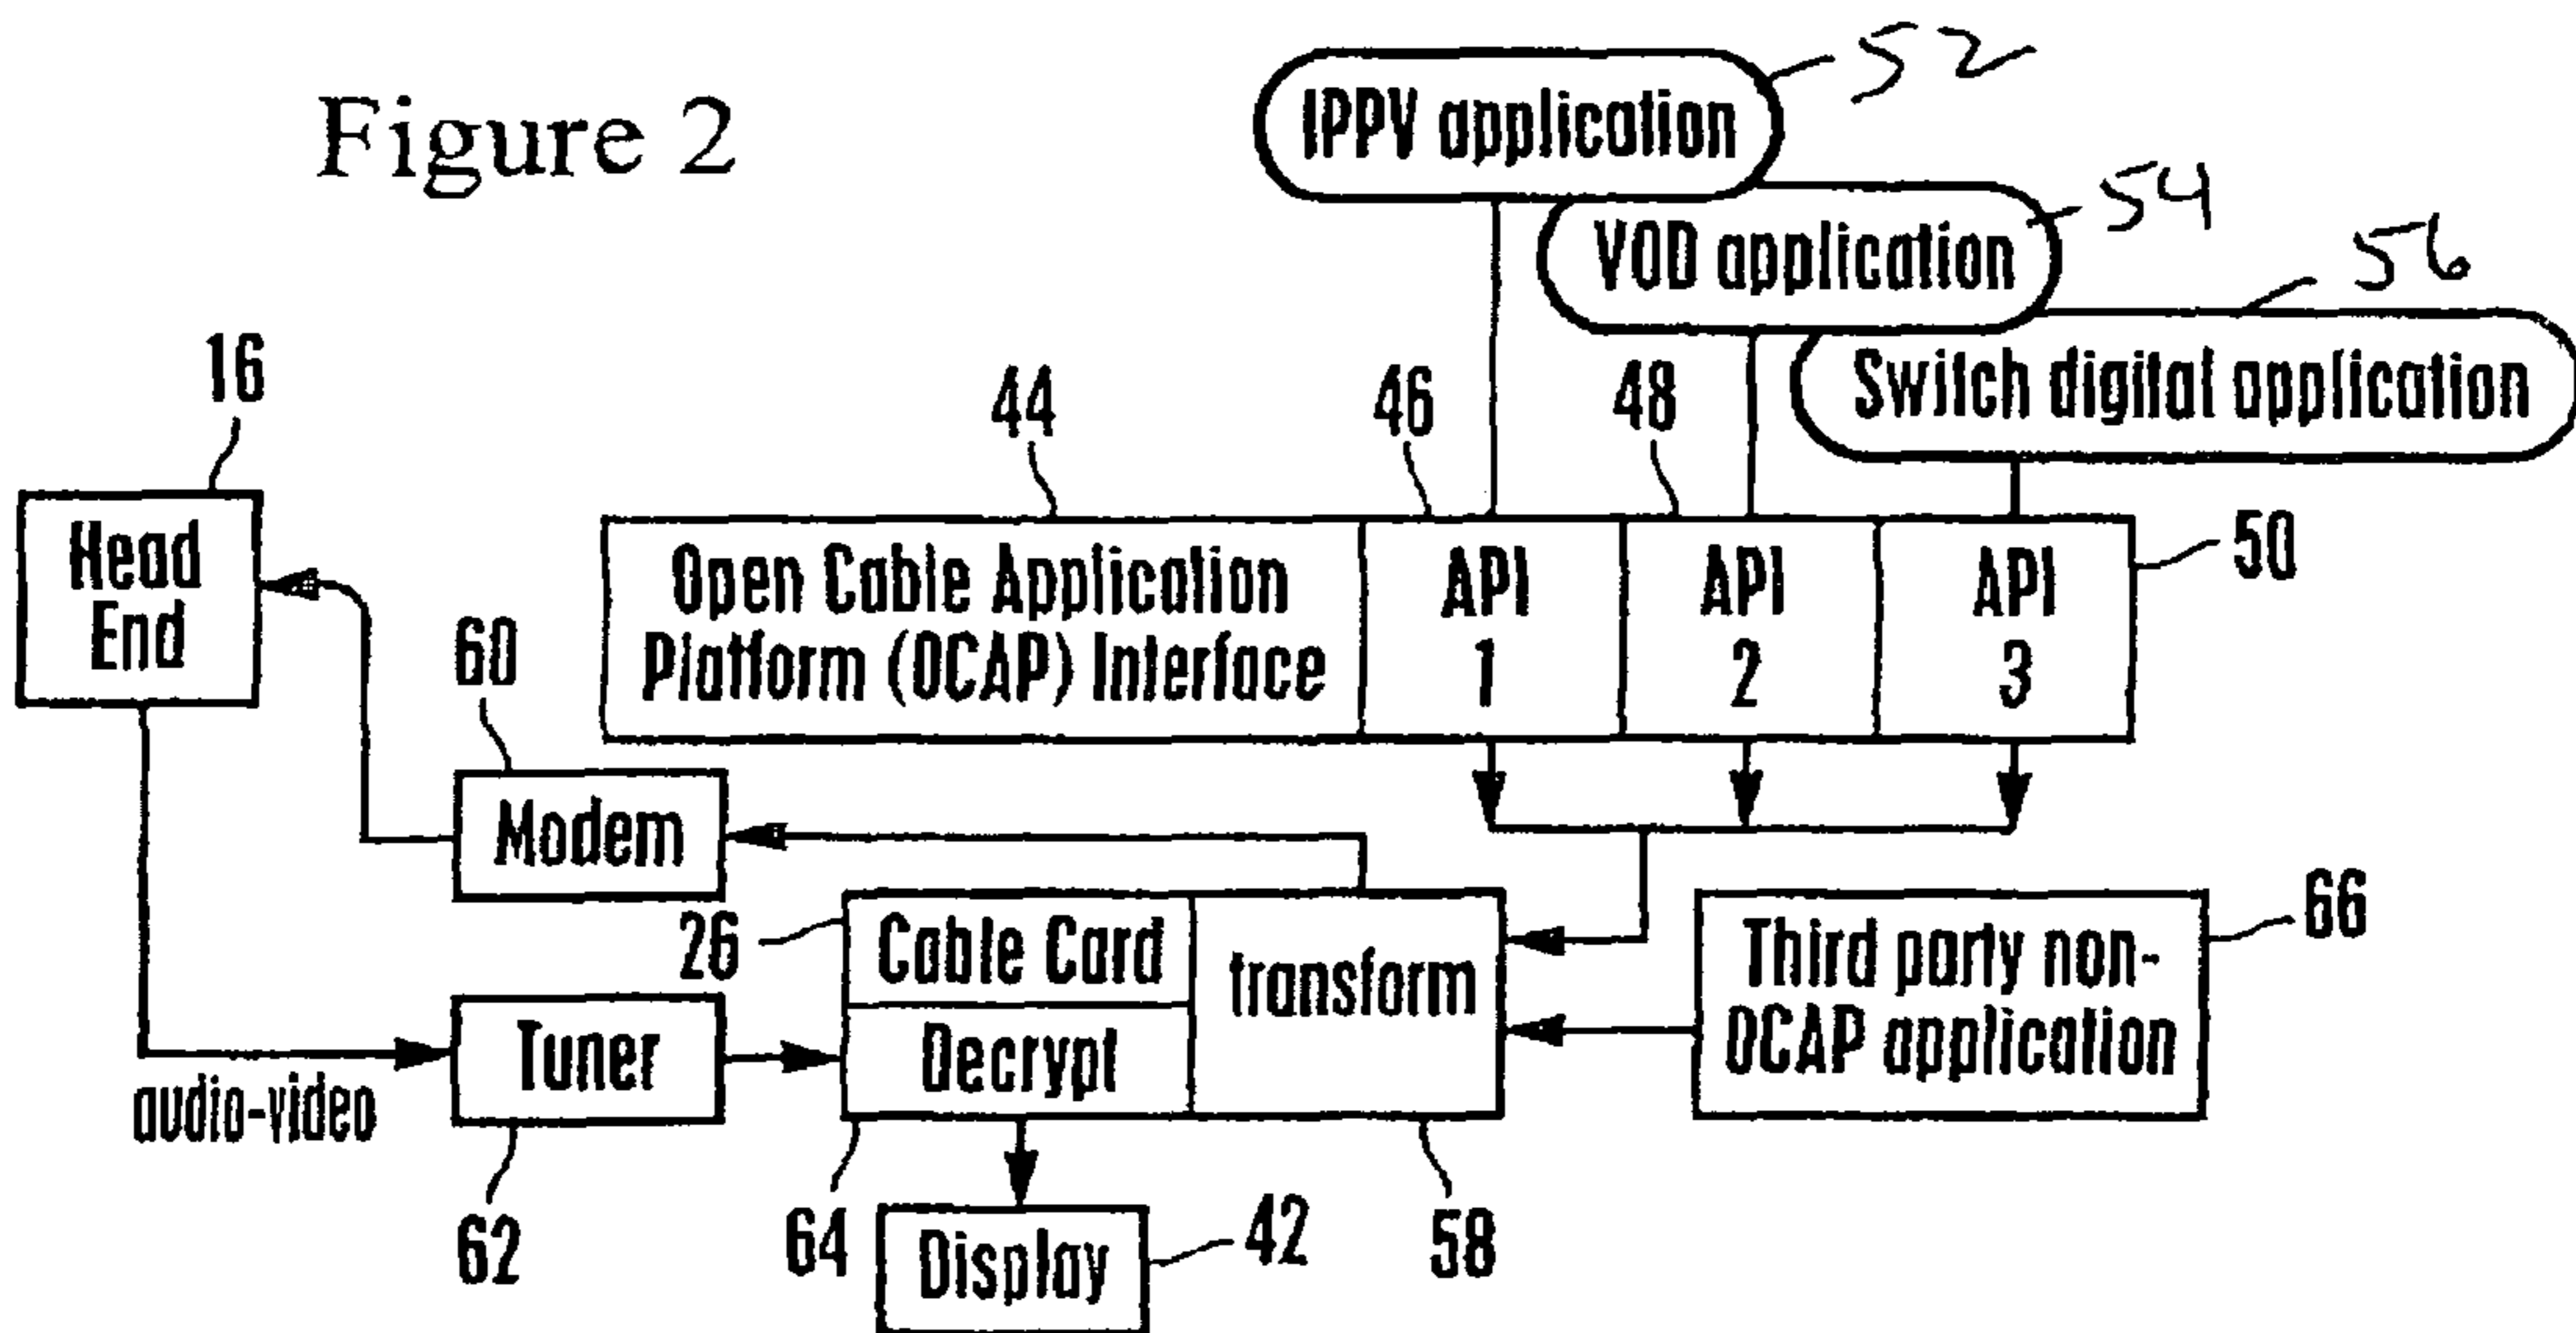 Figure 2
IPPV application
52
VOD application
54
Switch digital application
56
16
Head
End
44
46
48
Open Cable Application
Platform (OCAP) Interface
API
1
API
2
API
3
50
60
Modem
26
Cable Card
transform
Third party non-
OCAP application
66
Tuner
Decrypt
audio-video
62
64
Display
42
58